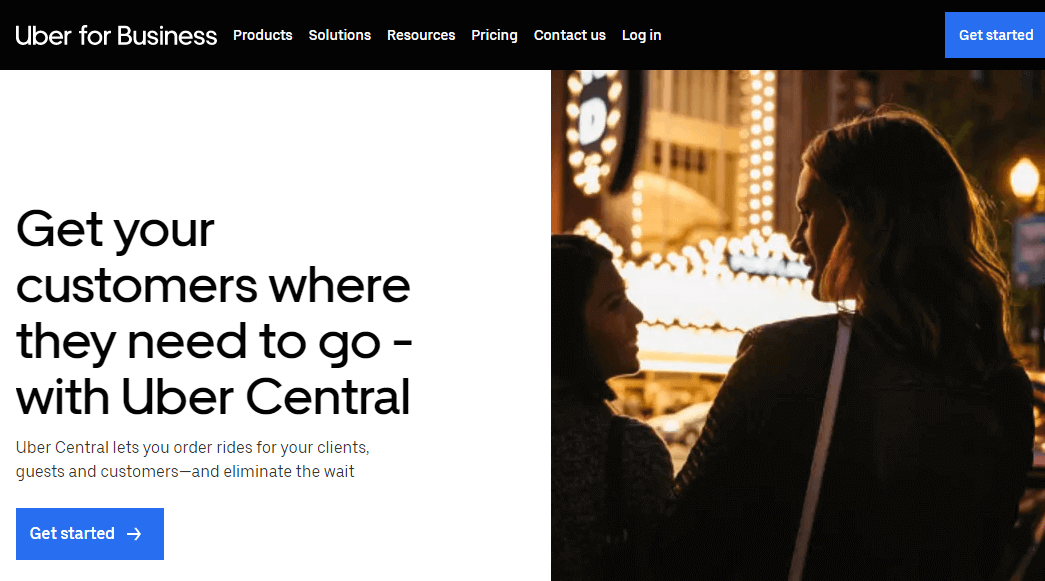 Uber for Business Products Solutions Resources Pricing Contact us Log in Get started
Get your
customers where
they need to go -
with Uber Central
Uber Central lets you order rides for your clients,
guests and customers—and eliminate the wait
Get started →
D